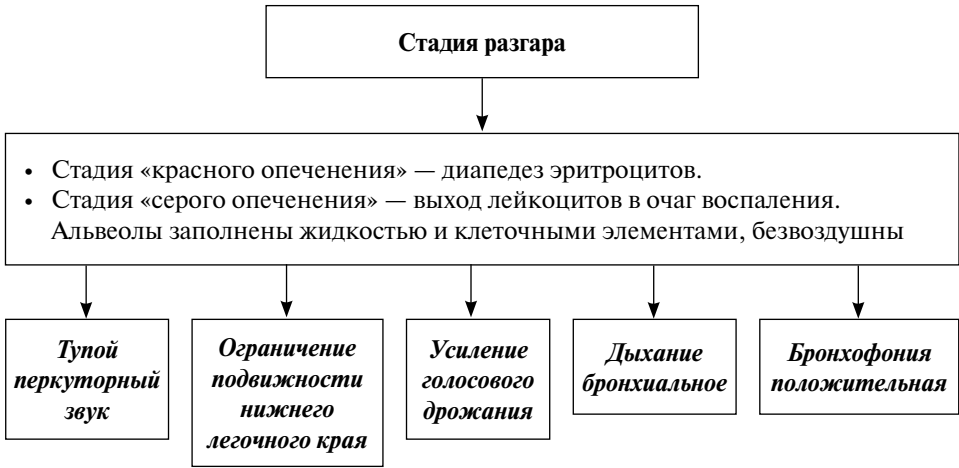 Стадия разгара
• Стадия «красного опеченения» — диапедез эритроцитов.
• Стадия «серого опеченения» — выход лейкоцитов в очаг воспаления.
Альвеолы заполнены жидкостью и клеточными элементами, безвоздушны
Тупой
перкуторный
звук
Ограничение
подвижности
нижнего
легочного края
Усиление
голосового
дрожания
Дыхание
бронхиальное
Бронхофония
положительная